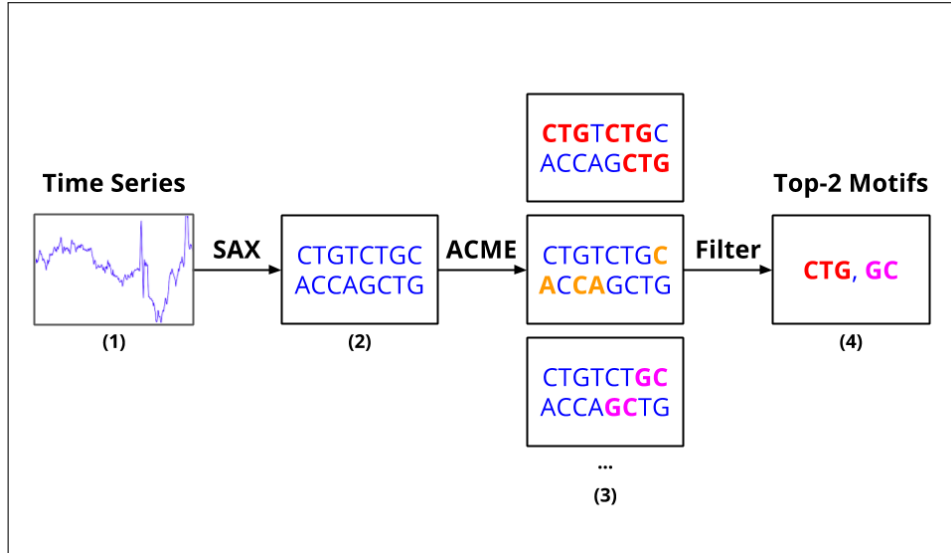 Time Series
(1)
SAX
CTGTCTGC
ACCAGCTG
(2)
ACME
CTGTCTGC
ACCAGCTG
CTGTCTGC
ACCAGCTG
CTGTCTGC
ACCAGCTG
...
(3)
Filter
Top-2 Motifs
CTG, GC
(4)